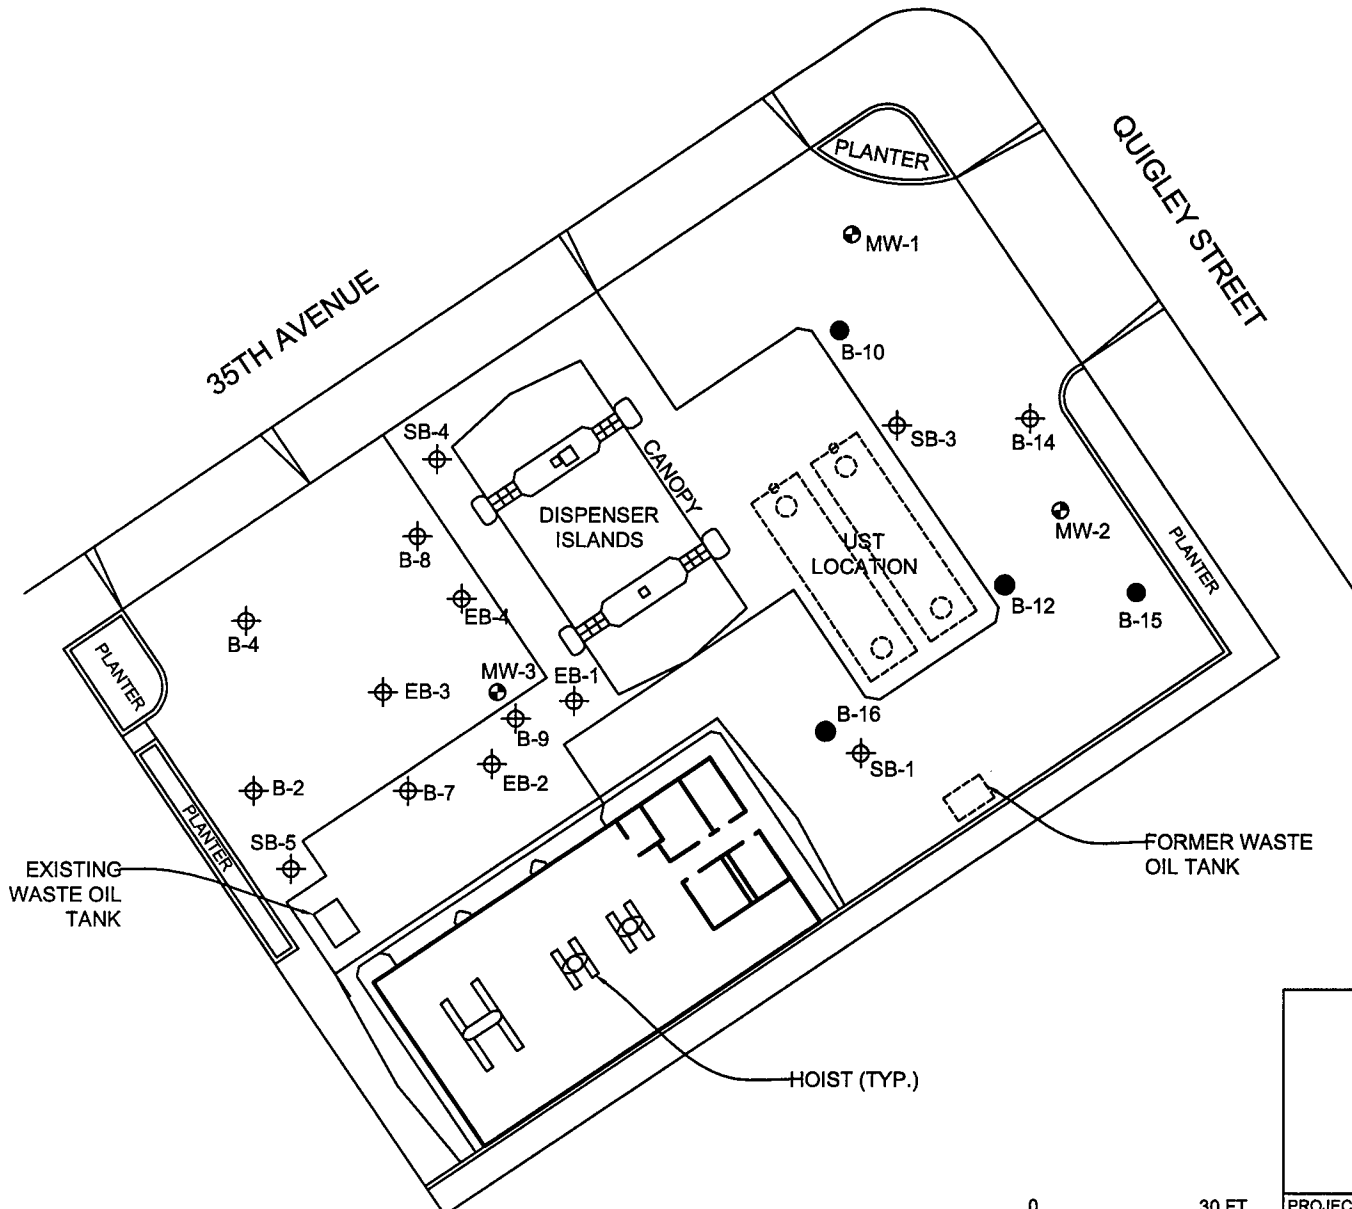 PLANTER
QUIGLEY STREET
MW-1
35TH AVENUE
B-10
SB-4
CANOPY
SB-3
B-14
DISPENSER
ISLANDS
MW-2
B-8
UST
LOCATION
PLANTER
EB-4
B-12
B-15
B-4
PLANTER
MW-3
EB-1
EB-3
B-9
B-16
SB-1
EB-2
B-2
B-7
PLANTER
SB-5
EXISTING
WASTE OIL
TANK
FORMER WASTE
OIL TANK
HOIST (TYP.)
0
30 FT
PROJEC